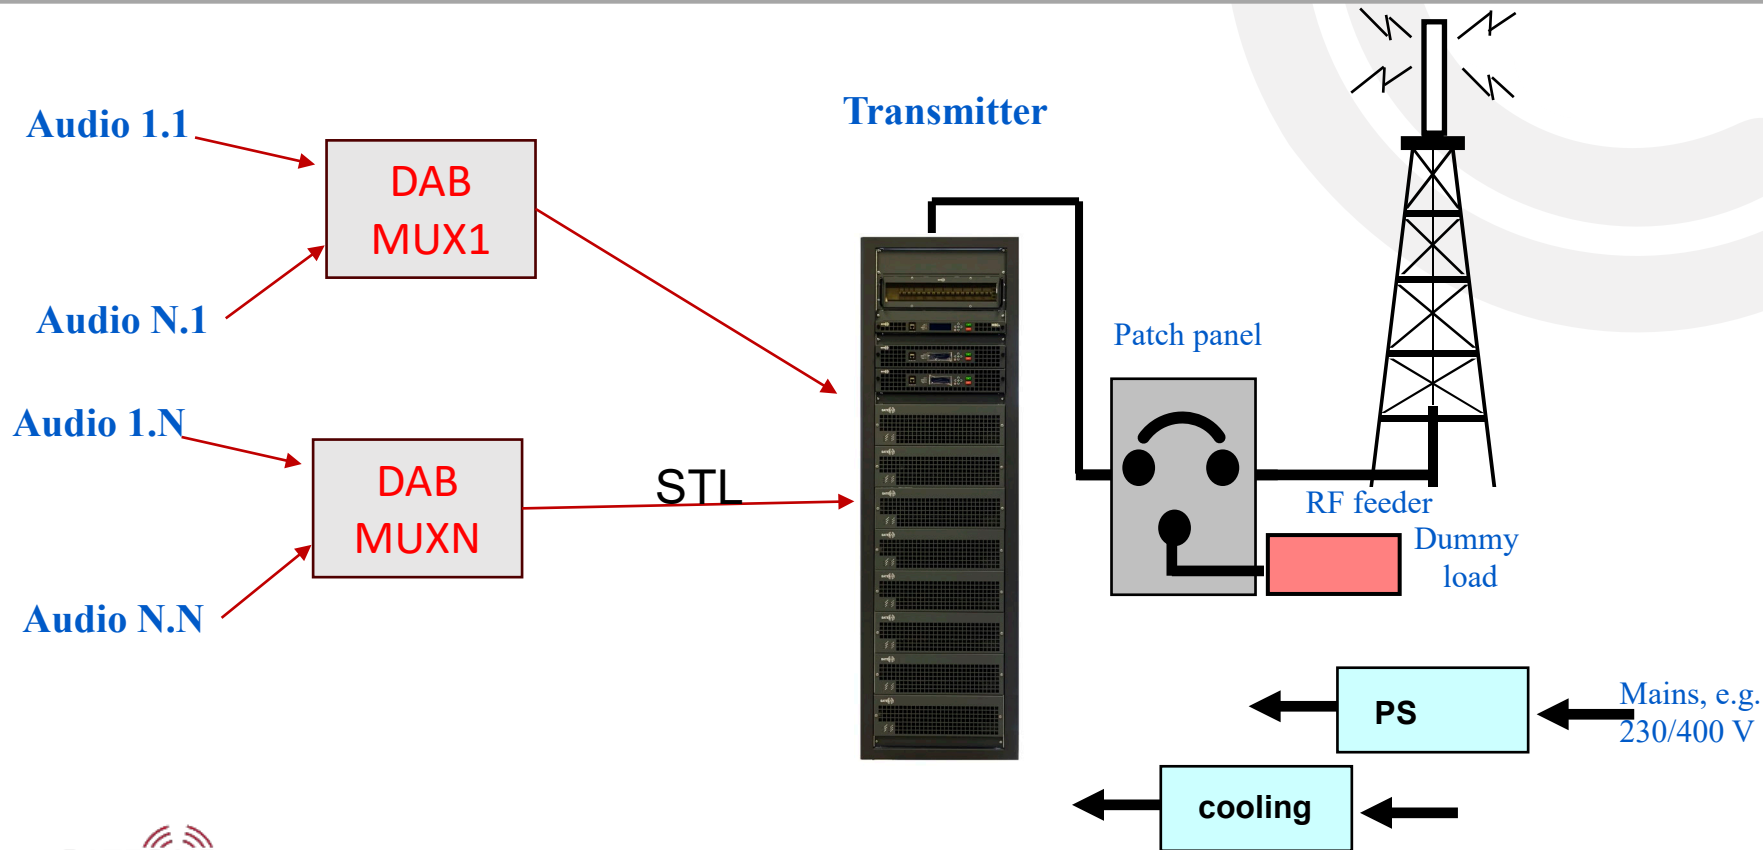 Transmitter
Audio 1.1
DAB
MUX1
Audio N.1
Audio 1.N
DAB
MUXN
Audio N.N
STL
Patch panel
RF feeder
Dummy
load
PS
Mains, e.g.
230/400 V
cooling